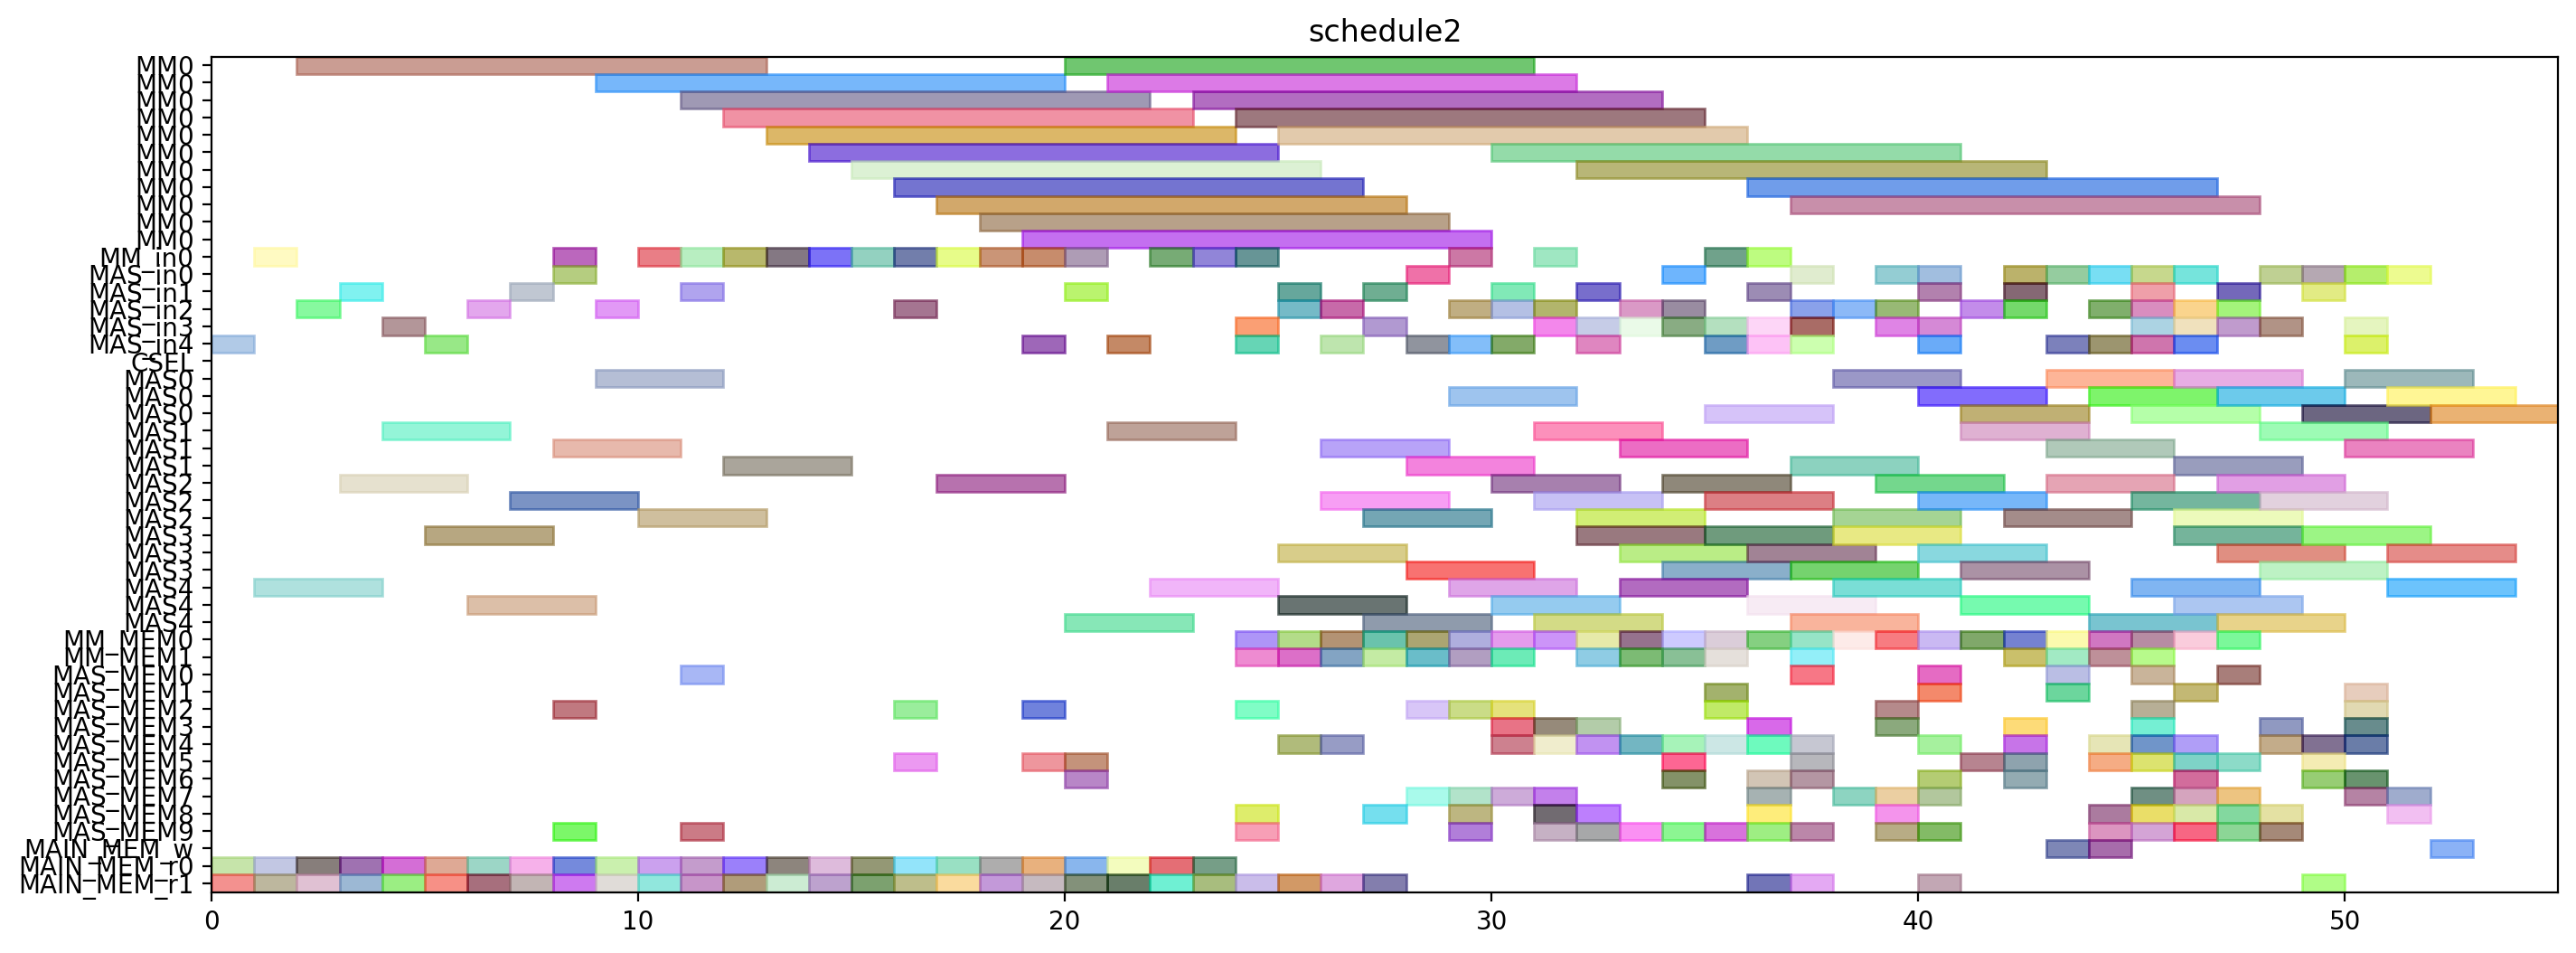 schedule2
MM0
MM0
MM0
MM0
MM0
MM0
MM0
MM0
MM0
MM0
MM0
MM_in0
MAS_in0
MAS_in1
MAS_in2
MAS_in3
MAS_in4
CSEL
MAS0
MAS0
MAS0
MAS1
MAS1
MAS1
MAS2
MAS2
MAS2
MAS3
MAS3
MAS3
MAS4
MAS4
MAS4
MM_MEM0
MM_MEM1
MAS_MEM0
MAS_MEM1
MAS_MEM2
MAS_MEM3
MAS_MEM4
MAS_MEM5
MAS_MEM6
MAS_MEM7
MAS_MEM8
MAS_MEM9
MAIN_MEM_w
MAIN_MEM_r0
MAIN_MEM_r1
0 10 20 30 40 50